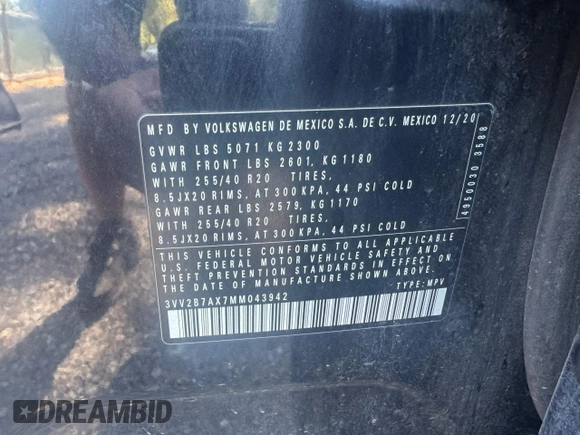 MFD BY VOLKSWAGEN DE MEXICO S.A. DE C.V. MEXICO 12/20
GVWR LBS 5071 KG 2300
GAWR FRONT LBS 2601, KG 1180
WITH 255/40 R20 TIRES,
8.5JX20 RIMS, AT 300 KPA, 44 PSI COLD
GAWR REAR LBS 2579, KG 1170
WITH 255/40 R20 TIRES,
8.5JX20 RIMS, AT 300 KPA, 44 PSI COLD
THIS VEHICLE CONFORMS TO ALL APPLICABLE
U.S. FEDERAL MOTOR VEHICLE SAFETY AND
THEFT PREVENTION STANDARDS IN EFFECT ON
THE DATE OF MANUFACTURE SHOWN ABOVE.
3VV2B7AX7MM043942 TYPE: MPV
4950030 3588
DREAMBID